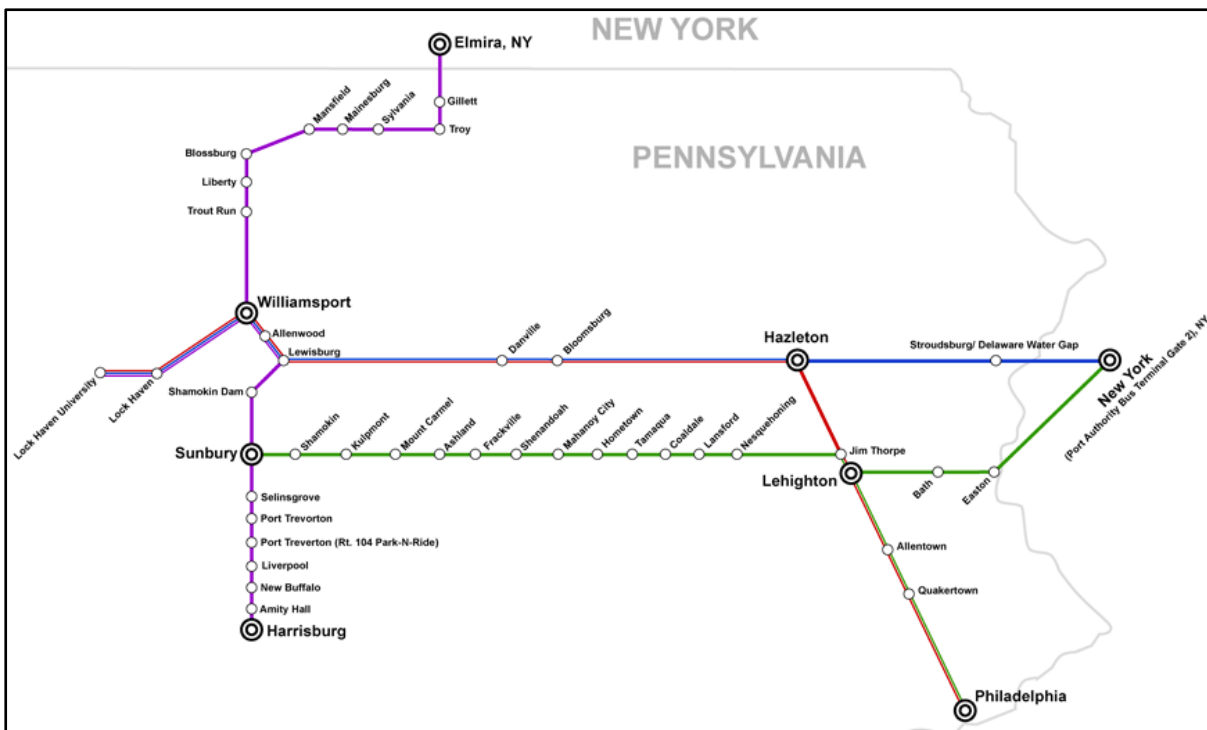 NEW YORK
Elmira, NY
Gillett
Troy
Sylvania
Mainesburg
Mansfield
Blossburg
Liberty
Trout Run
PENNSYLVANIA
Williamsport
Allenwood
Lewisburg
Danville
Bloomsburg
Hazleton
Stroudsburg/ Delaware Water Gap
New York
(Port Authority Bus Terminal Gate 2), NY
Lock Haven University
Lock Haven
Shamokin Dam
Sunbury
Shamokin
Kulpmont
Mount Carmel
Ashland
Frackville
Shenandoah
Mahanoy City
Hometown
Tamaqua
Coaldale
Lansford
Nesquehoning
Jim Thorpe
Lehighton
Bath
Easton
Selinsgrove
Port Trevorton
Port Treverton (Rt. 104 Park-N-Ride)
Liverpool
New Buffalo
Amity Hall
Harrisburg
Allentown
Quakertown
Philadelphia